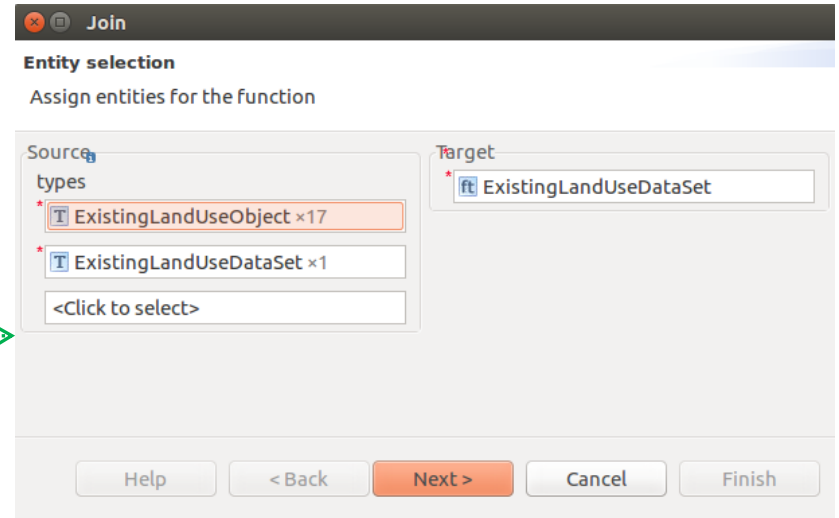 Join
Entity selection
Assign entities for the function
Source
types
* T ExistingLandUseObject ×17
* T ExistingLandUseDataSet ×1
<Click to select>
*Target
* ft ExistingLandUseDataSet
Help
< Back
Next >
Cancel
Finish